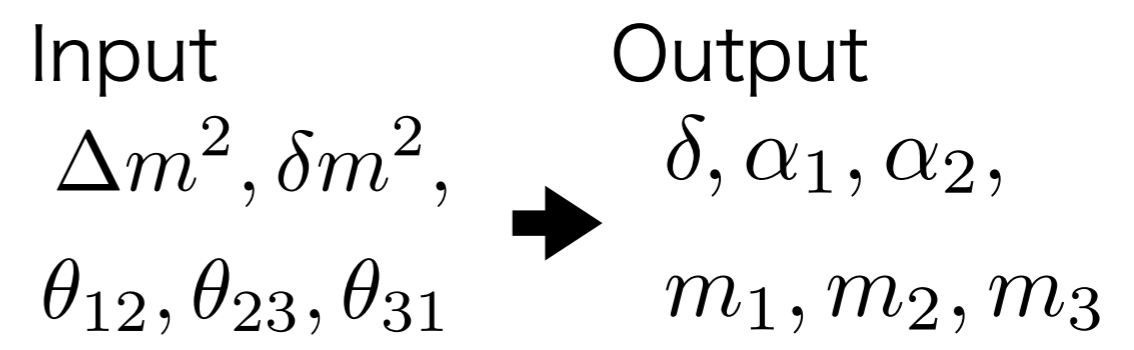 Input
Δm², δm²,
θ₁₂, θ₂₃, θ₃₁
Output
δ, α₁, α₂,
m₁, m₂, m₃